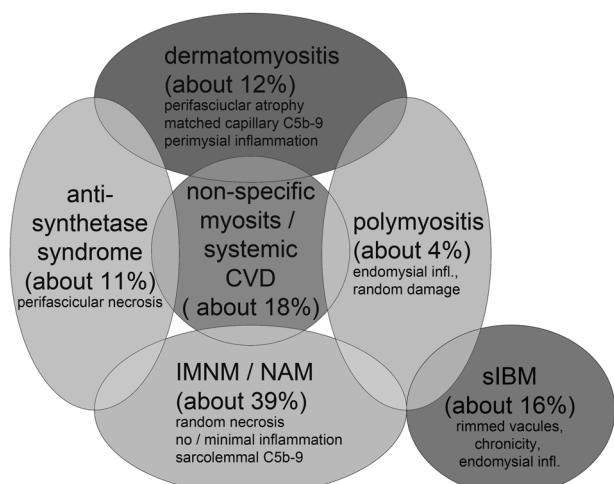 dermatomyositis
(about 12%)
perifasciuclar atrophy
matched capillary C5b-9
perimysial inflammation
anti-
synthetase
syndrome
(about 11%)
perifascicular necrosis
non-specific
myosits /
systemic
CVD
( about 18%)
polymyositis
(about 4%)
endomysial infl.,
random damage
IMNM / NAM
(about 39%)
random necrosis
no / minimal inflammation
sarcolemmal C5b-9
sIBM
(about 16%)
rimmed vacules,
chronicity,
endomysial infl.